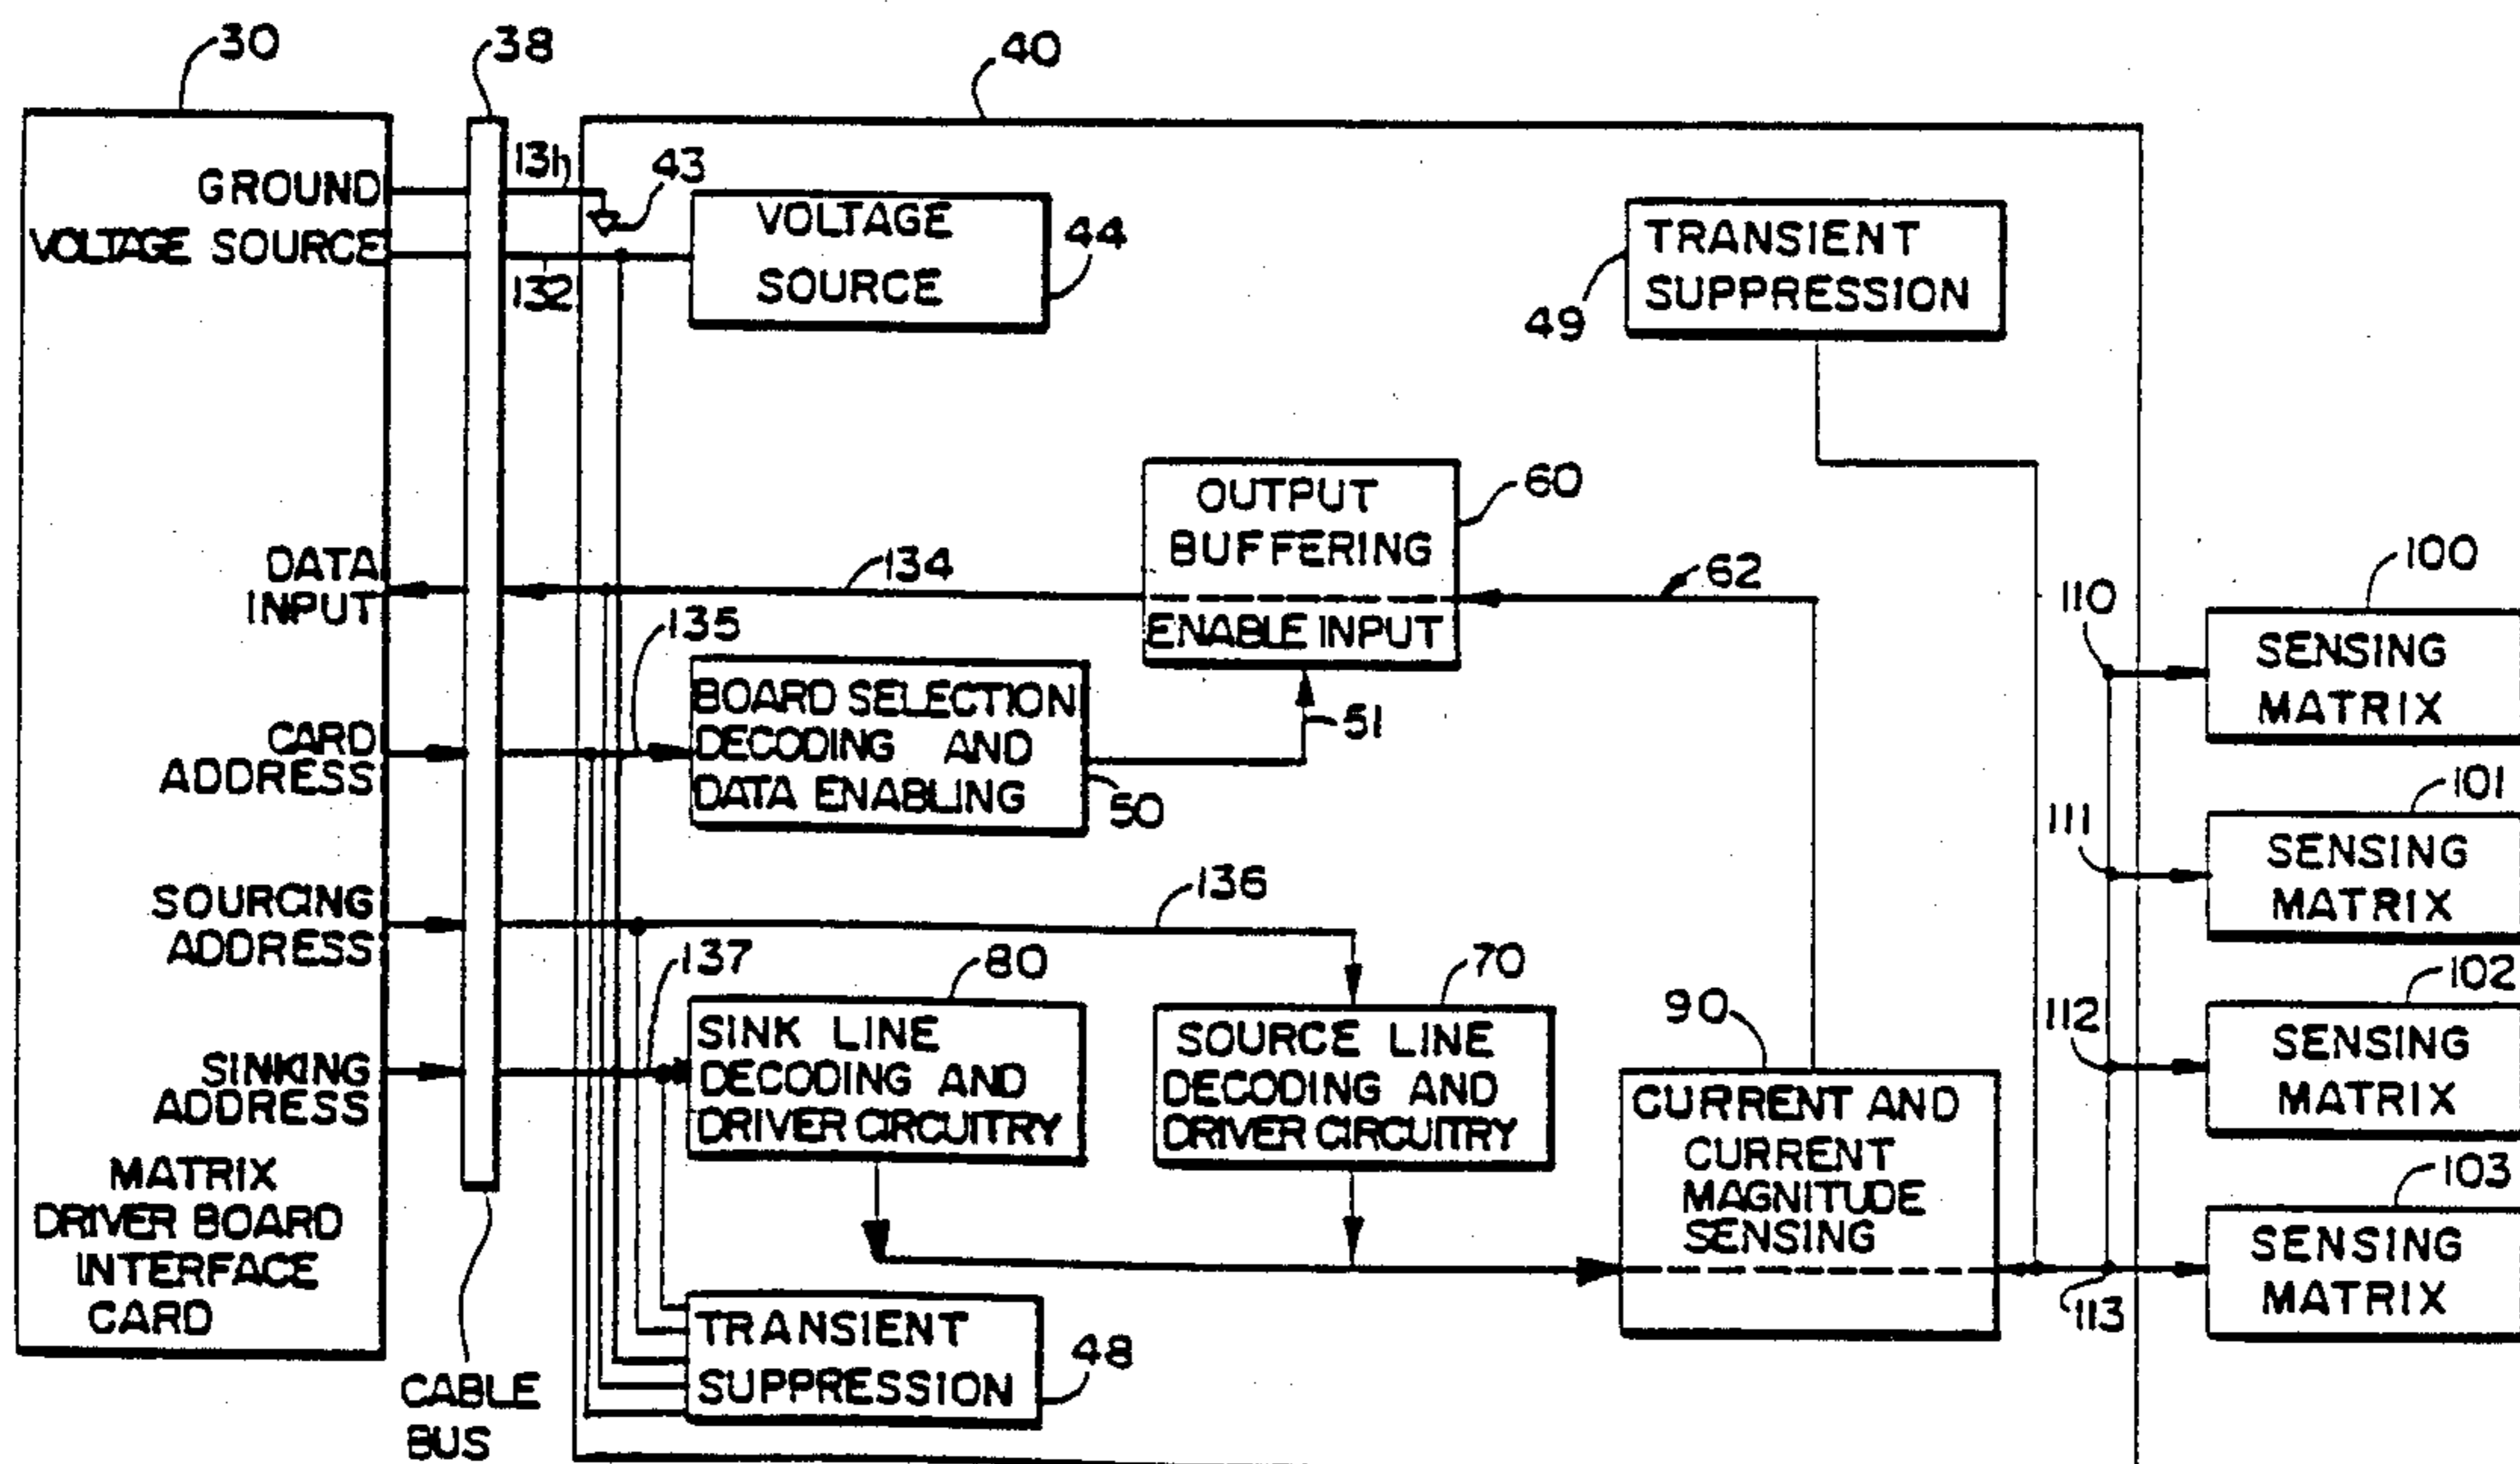 30
38
40
GROUND
VOLTAGE SOURCE
131
43
132
VOLTAGE
SOURCE
44
TRANSIENT
SUPPRESSION
49
DATA
INPUT
134
OUTPUT
BUFFERING
ENABLE INPUT
60
62
135
CARD
ADDRESS
BOARD SELECTION
DECODING AND
DATA ENABLING
50
51
110
100
SENSING
MATRIX
111
101
SENSING
MATRIX
112
102
SENSING
MATRIX
113
103
SENSING
MATRIX
SOURCING
ADDRESS
136
137
80
SINK LINE
DECODING AND
DRIVER CIRCUITRY
70
SOURCE LINE
DECODING AND
DRIVER CIRCUITRY
90
CURRENT AND
CURRENT
MAGNITUDE
SENSING
SINKING
ADDRESS
MATRIX
DRIVER BOARD
INTERFACE
CARD
TRANSIENT
SUPPRESSION
48
CABLE
BUS